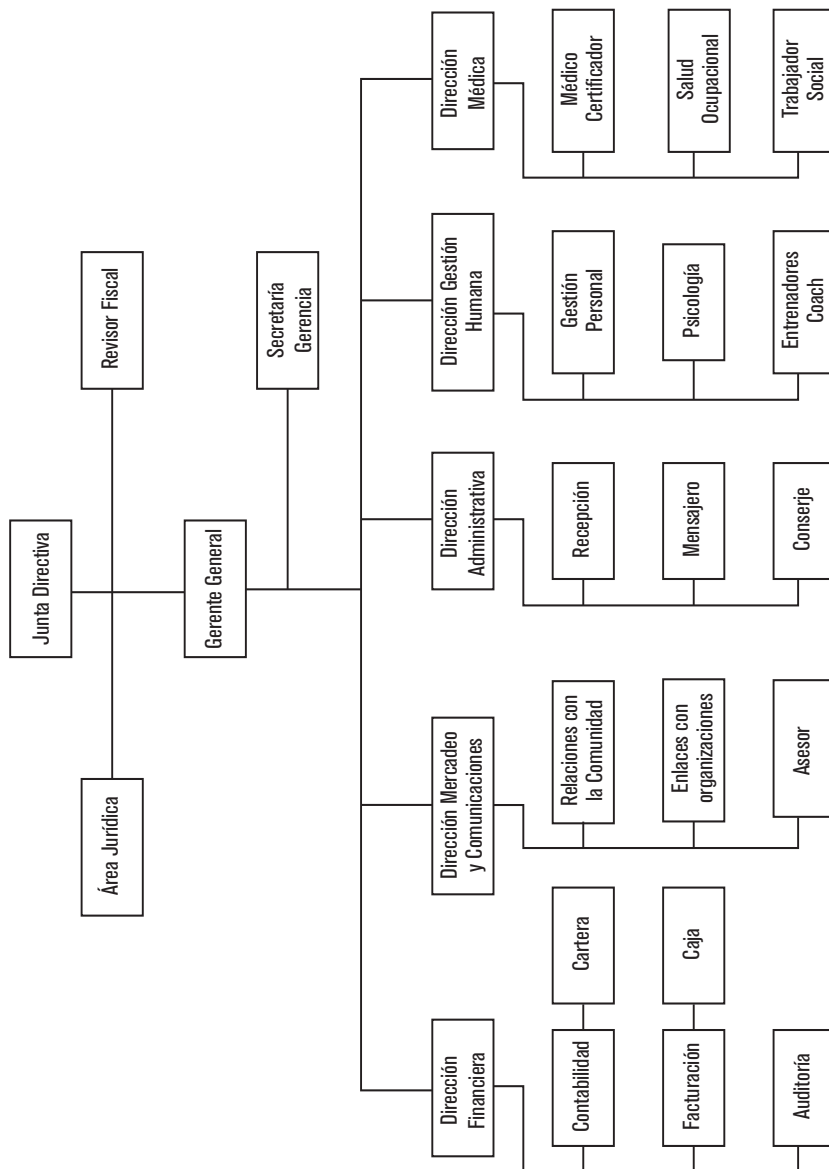 Junta Directiva
Área Jurídica
Revisor Fiscal
Gerente General
Secretaría
Gerencia
Dirección
Financiera
Dirección Mercadeo
y Comunicaciones
Dirección
Administrativa
Dirección Gestión
Humana
Dirección
Médica
Contabilidad
Cartera
Relaciones con
la Comunidad
Recepción
Gestión
Personal
Médico
Certificador
Facturación
Caja
Enlaces con
organizaciones
Mensajero
Psicología
Salud
Ocupacional
Auditoría
Asesor
Conserje
Entrenadores
Coach
Trabajador
Social